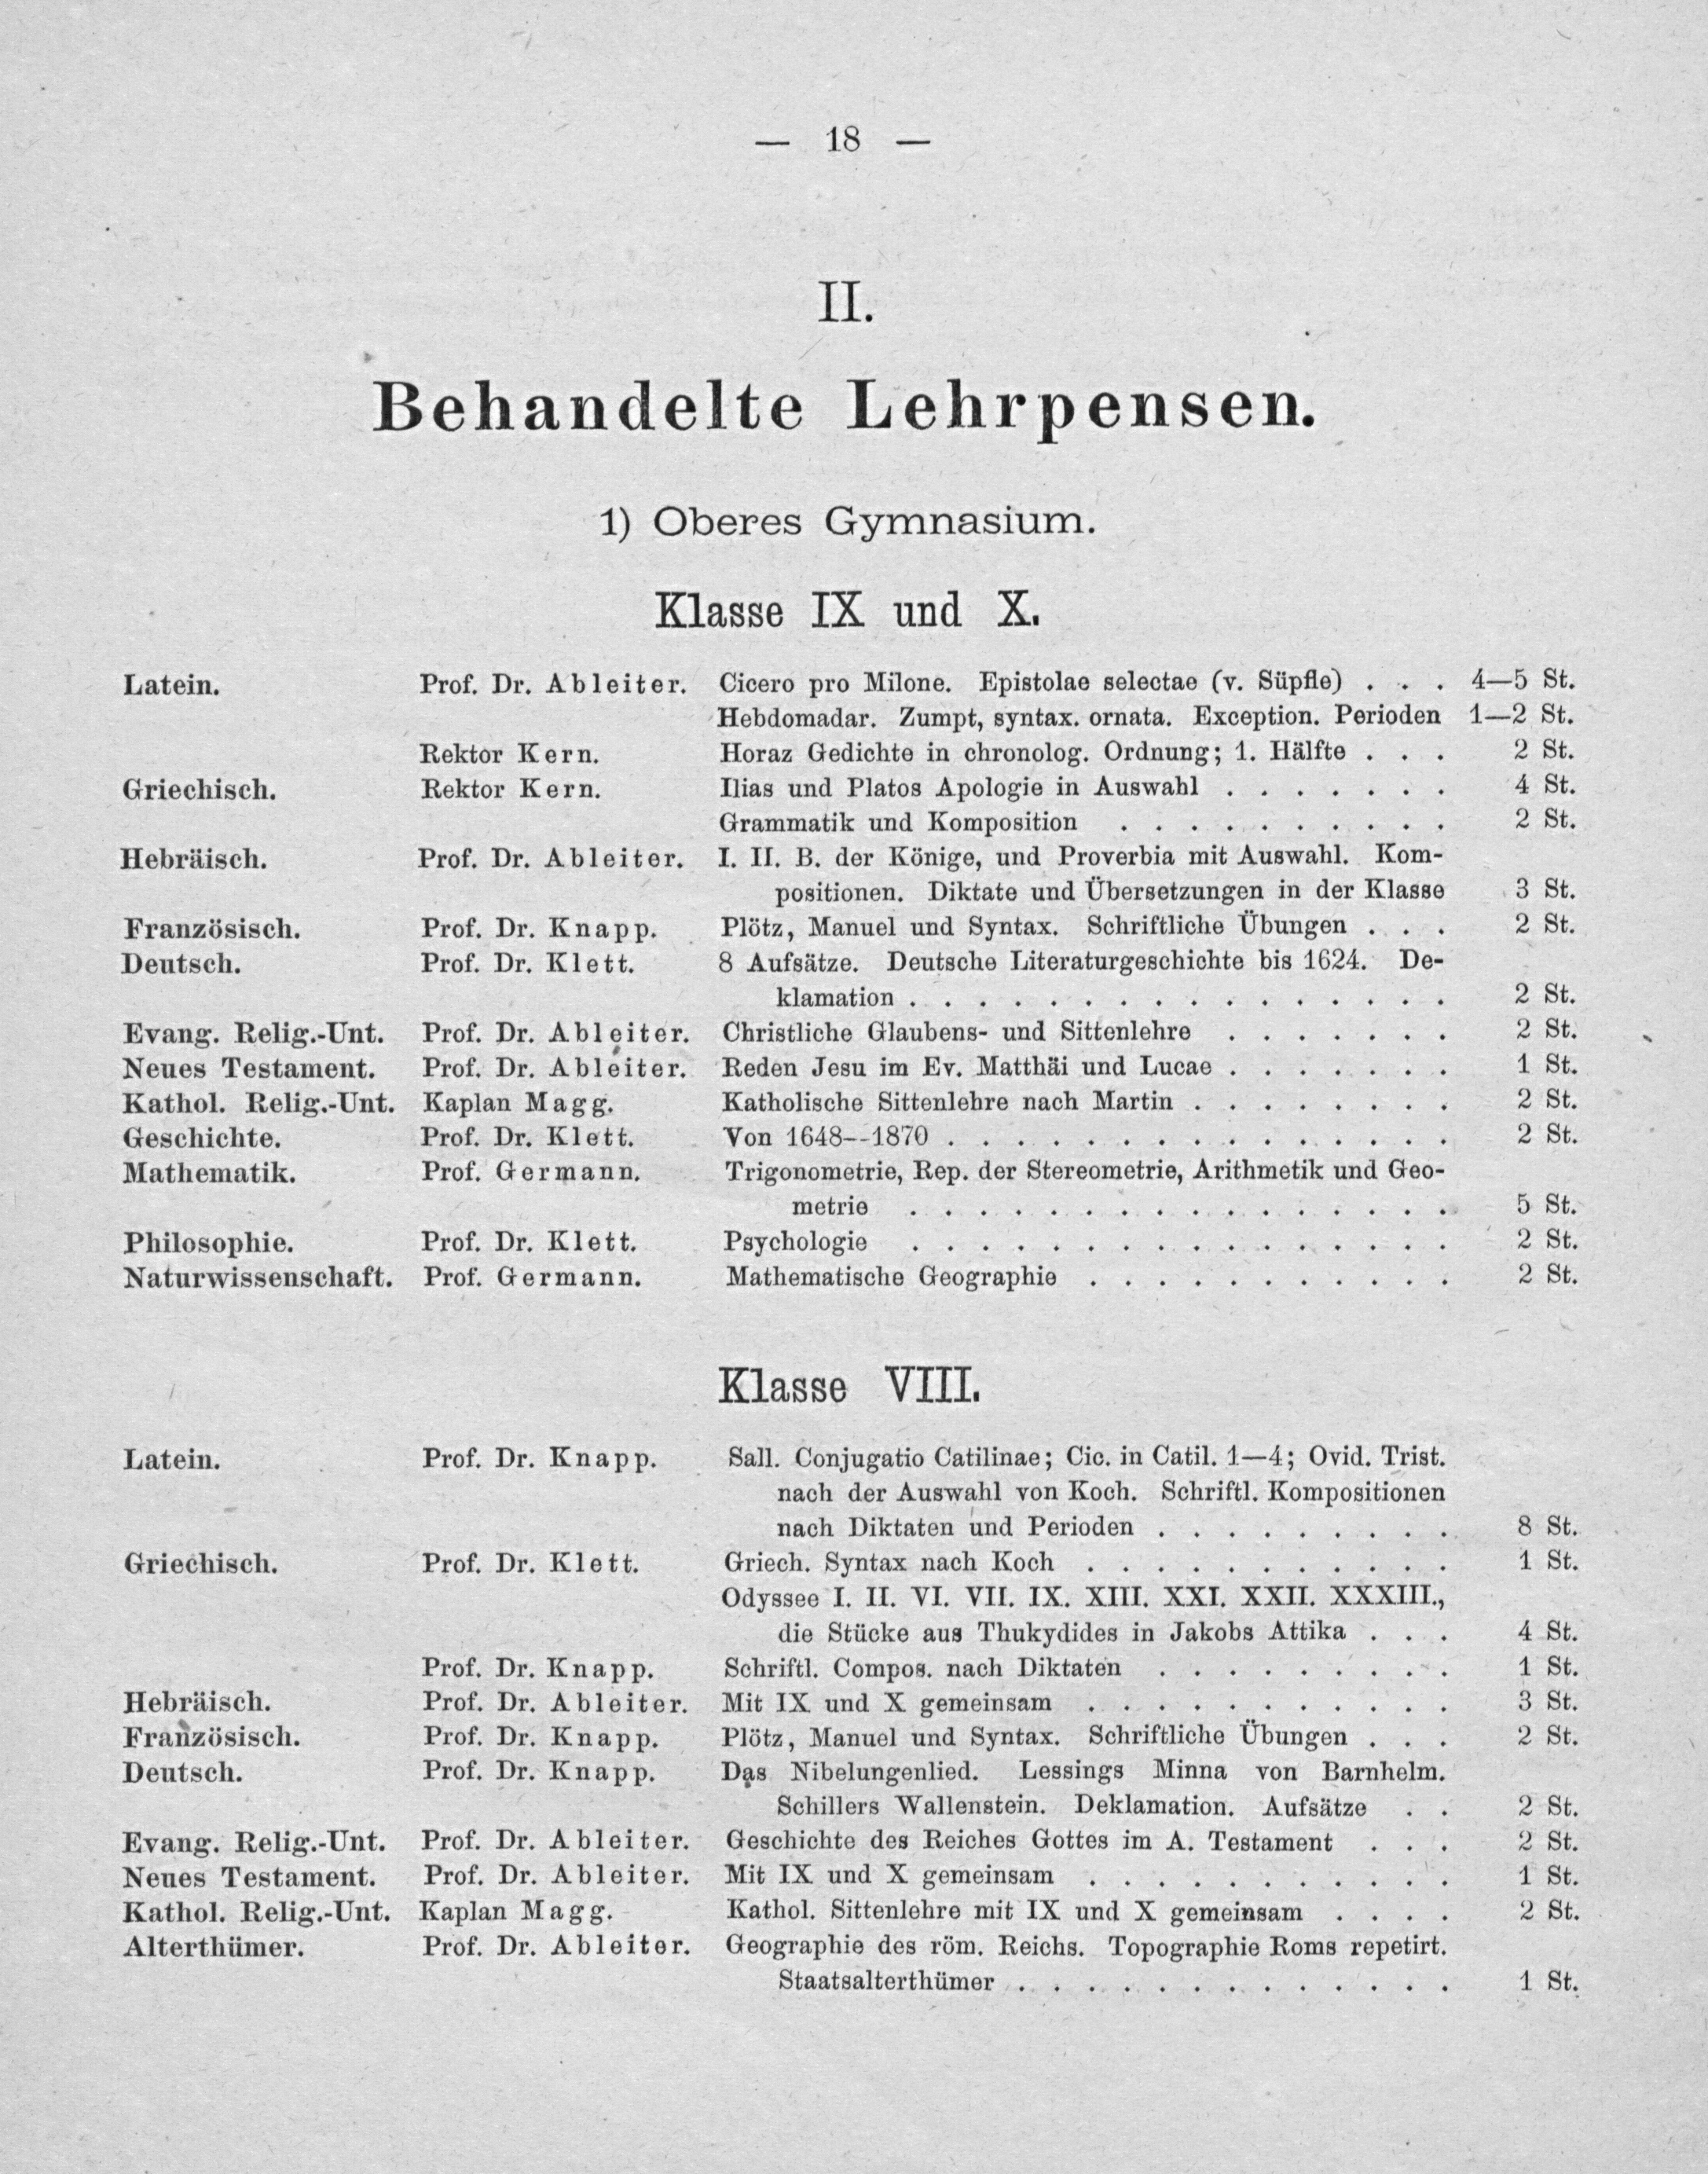 — 18 —
II.
Behandelte Lehrpensen.
1) Oberes Gymnasium.
Klasse IX und X.
Latein. Prof. Dr. Ableiter. Cicero pro Milone. Epistolae selectae (v. Süpfle) . . . 4—5 St.
Hebdomadar. Zumpt, syntax. ornata. Exception. Perioden 1—2 St.
Rektor Kern. Horaz Gedichte in chronolog. Ordnung; 1. Hälfte . . . 2 St.
Griechisch. Rektor Kern. Ilias und Platos Apologie in Auswahl . . . . . . . 4 St.
Grammatik und Komposition . . . . . . . . . . 2 St.
Hebräisch. Prof. Dr. Ableiter. I. II. B. der Könige, und Proverbia mit Auswahl. Kom-
positionen. Diktate und Übersetzungen in der Klasse 3 St.
Französisch. Prof. Dr. Knapp. Plötz, Manuel und Syntax. Schriftliche Übungen . . . 2 St.
Deutsch. Prof. Dr. Klett. 8 Aufsätze. Deutsche Literaturgeschichte bis 1624. De-
klamation . . . . . . . . . . . . . . . . 2 St.
Evang. Relig.-Unt. Prof. Dr. Ableiter. Christliche Glaubens- und Sittenlehre . . . . . . . 2 St.
Neues Testament. Prof. Dr. Ableiter. Reden Jesu im Ev. Matthäi und Lucae . . . . . . . 1 St.
Kathol. Relig.-Unt. Kaplan Magg. Katholische Sittenlehre nach Martin . . . . . . . . 2 St.
Geschichte. Prof. Dr. Klett. Von 1648--1870 . . . . . . . . . . . . . . . 2 St.
Mathematik. Prof. Germann. Trigonometrie, Rep. der Stereometrie, Arithmetik und Geo-
metrie . . . . . . . . . . . . . . . . 5 St.
Philosophie. Prof. Dr. Klett. Psychologie . . . . . . . . . . . . . . . . 2 St.
Naturwissenschaft. Prof. Germann. Mathematische Geographie . . . . . . . . . . . 2 St.
Klasse VIII.
Latein. Prof. Dr. Knapp. Sall. Conjugatio Catilinae; Cic. in Catil. 1—4; Ovid. Trist.
nach der Auswahl von Koch. Schriftl. Kompositionen
nach Diktaten und Perioden . . . . . . . . . 8 St.
Griechisch. Prof. Dr. Klett. Griech. Syntax nach Koch . . . . . . . . . . . 1 St.
Odyssee I. II. VI. VII. IX. XIII. XXI. XXII. XXXIII.,
die Stücke aus Thukydides in Jakobs Attika . . . 4 St.
Prof. Dr. Knapp. Schriftl. Compos. nach Diktaten . . . . . . . . . 1 St.
Hebräisch. Prof. Dr. Ableiter. Mit IX und X gemeinsam . . . . . . . . . . . 3 St.
Französisch. Prof. Dr. Knapp. Plötz, Manuel und Syntax. Schriftliche Übungen . . . 2 St.
Deutsch. Prof. Dr. Knapp. Das Nibelungenlied. Lessings Minna von Barnhelm.
Schillers Wallenstein. Deklamation. Aufsätze . . 2 St.
Evang. Relig.-Unt. Prof. Dr. Ableiter. Geschichte des Reiches Gottes im A. Testament . . . 2 St.
Neues Testament. Prof. Dr. Ableiter. Mit IX und X gemeinsam . . . . . . . . . . . 1 St.
Kathol. Relig.-Unt. Kaplan Magg. Kathol. Sittenlehre mit IX und X gemeinsam . . . . 2 St.
Alterthümer. Prof. Dr. Ableiter. Geographie des röm. Reichs. Topographie Roms repetirt.
Staatsalterthümer . . . . . . . . . . . . . 1 St.